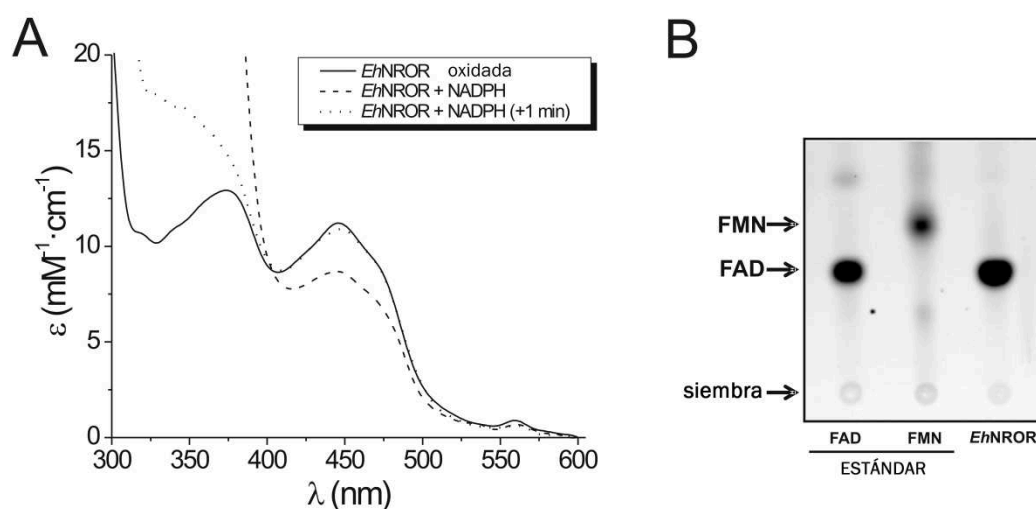 A
B
20
15
10
5
0
ε (mM⁻¹·cm⁻¹)
EhNROR oxidada
EhNROR + NADPH
EhNROR + NADPH (+1 min)
300 350 400 450 500 550 600
λ (nm)
FMN
FAD
siembra
FAD FMN EhNROR
ESTÁNDAR